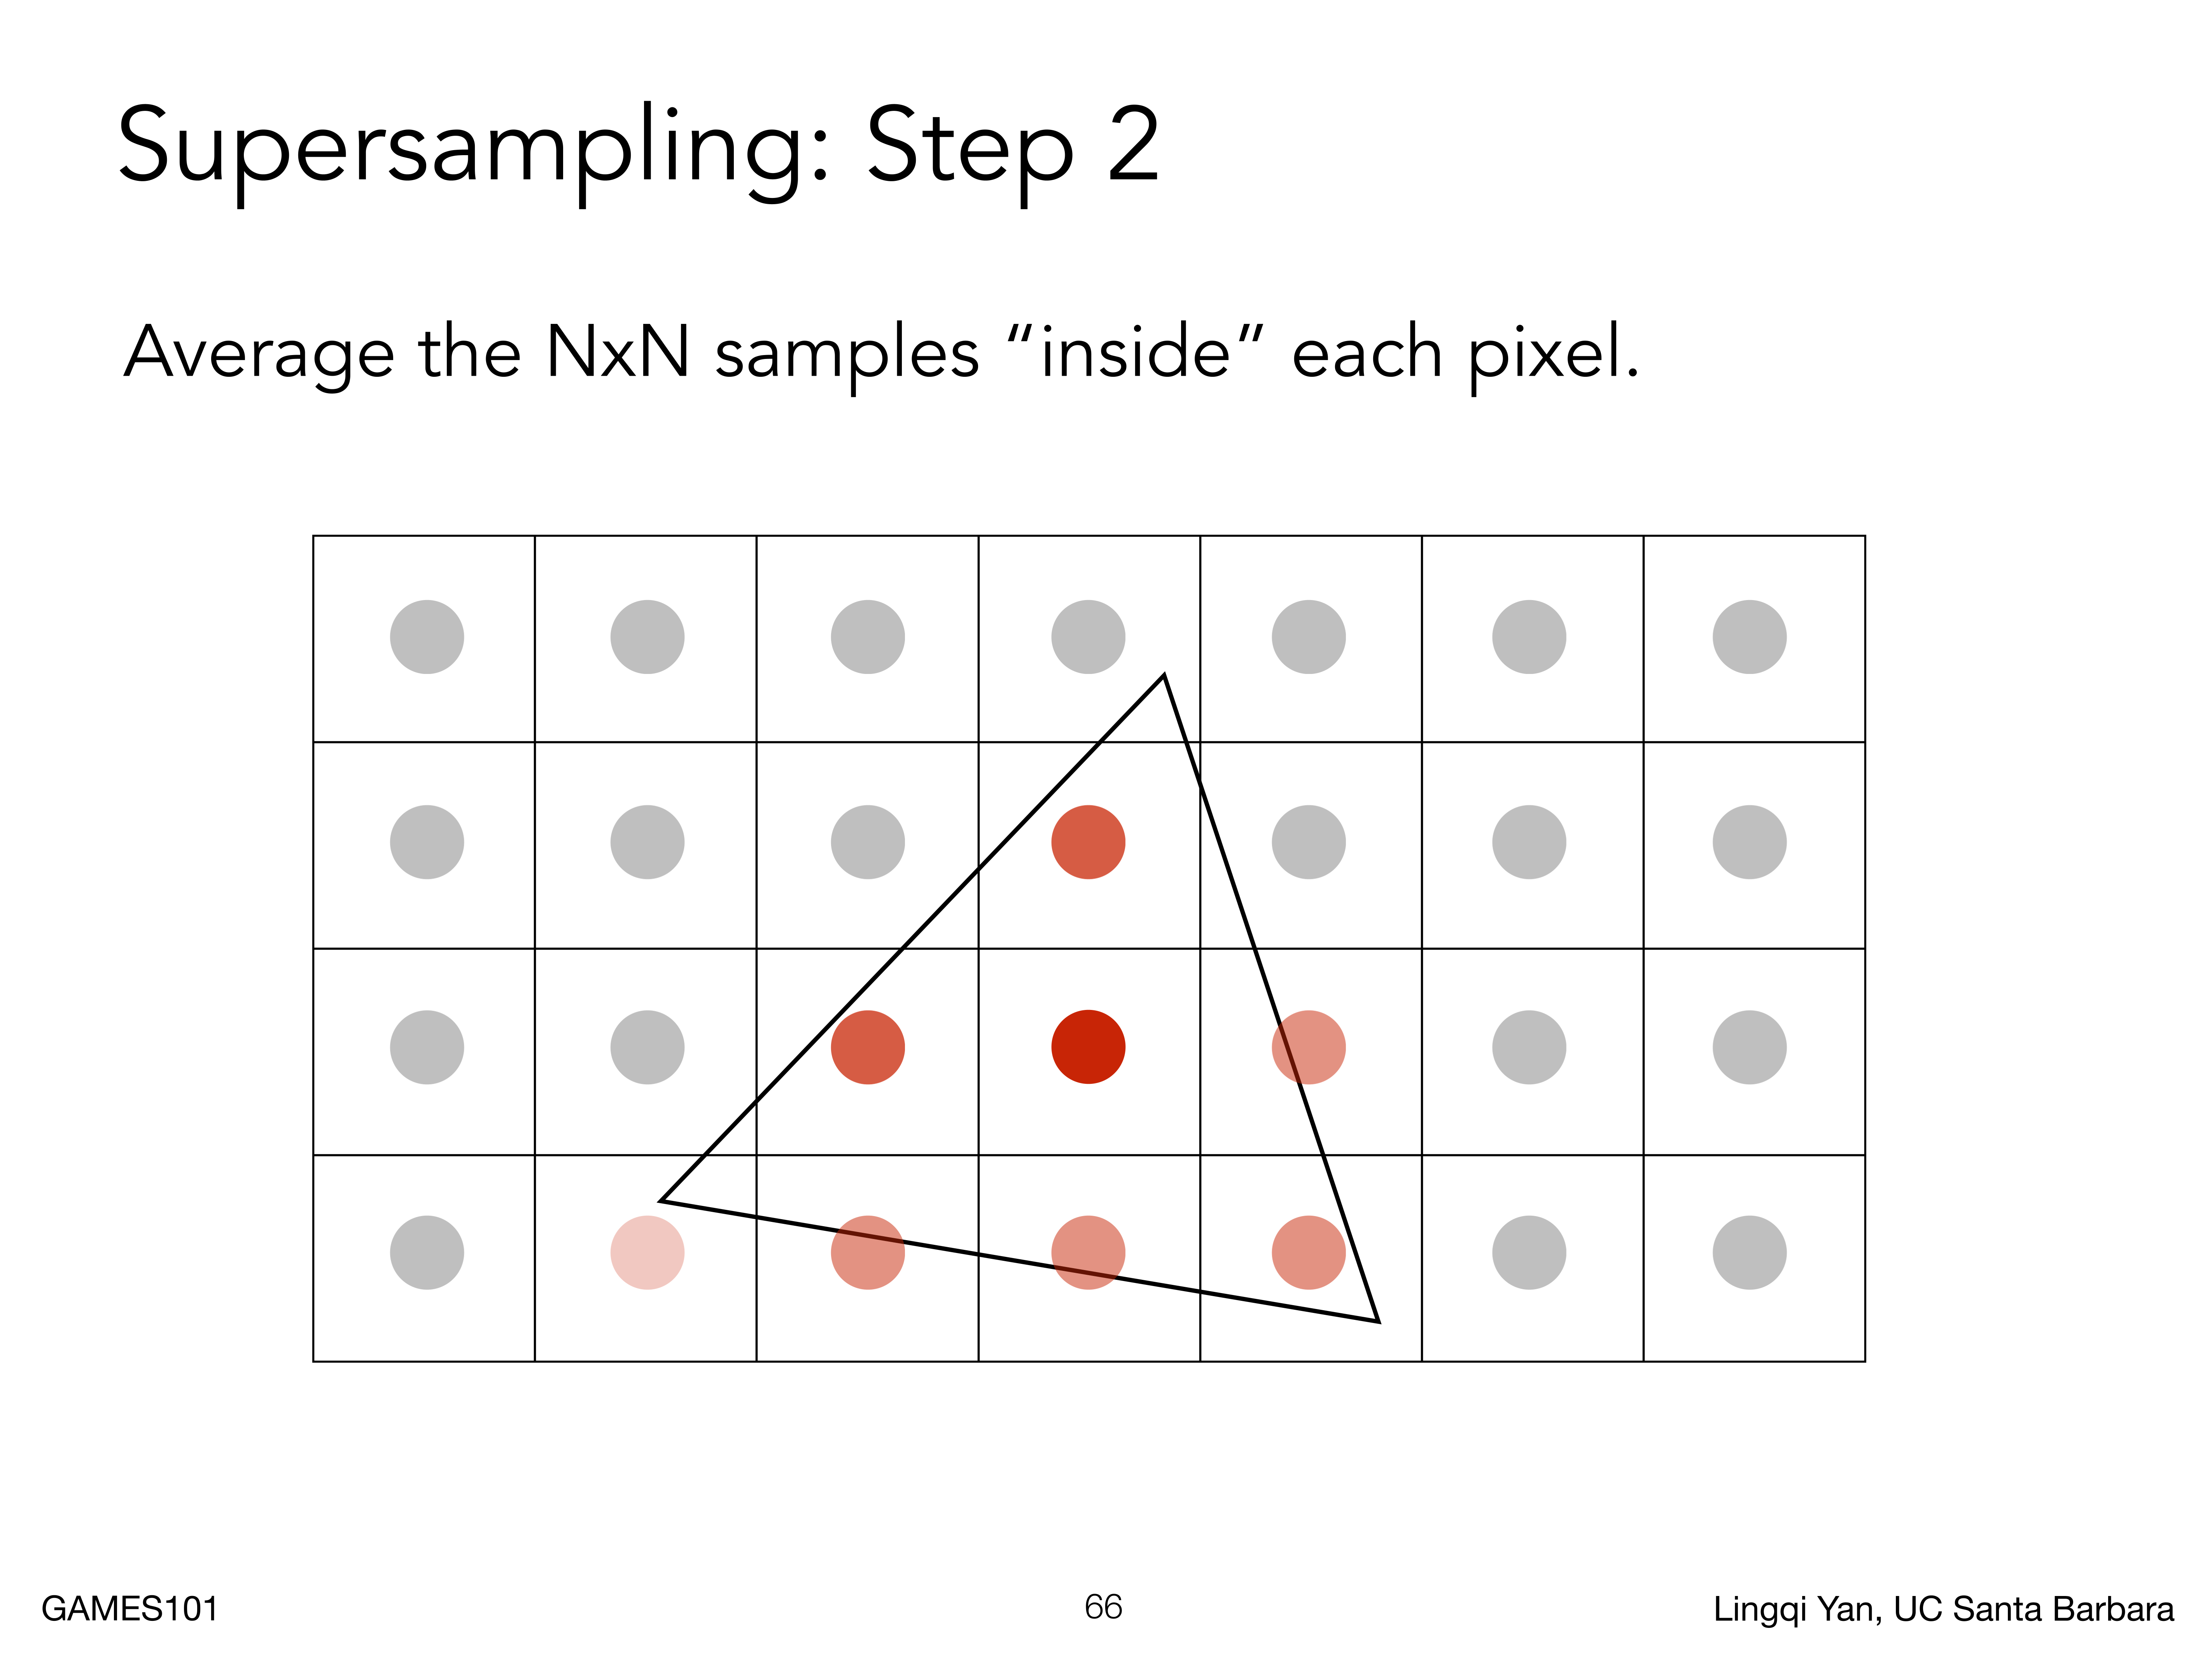 Supersampling: Step 2
Average the NxN samples “inside” each pixel.
GAMES101
66
Lingqi Yan, UC Santa Barbara